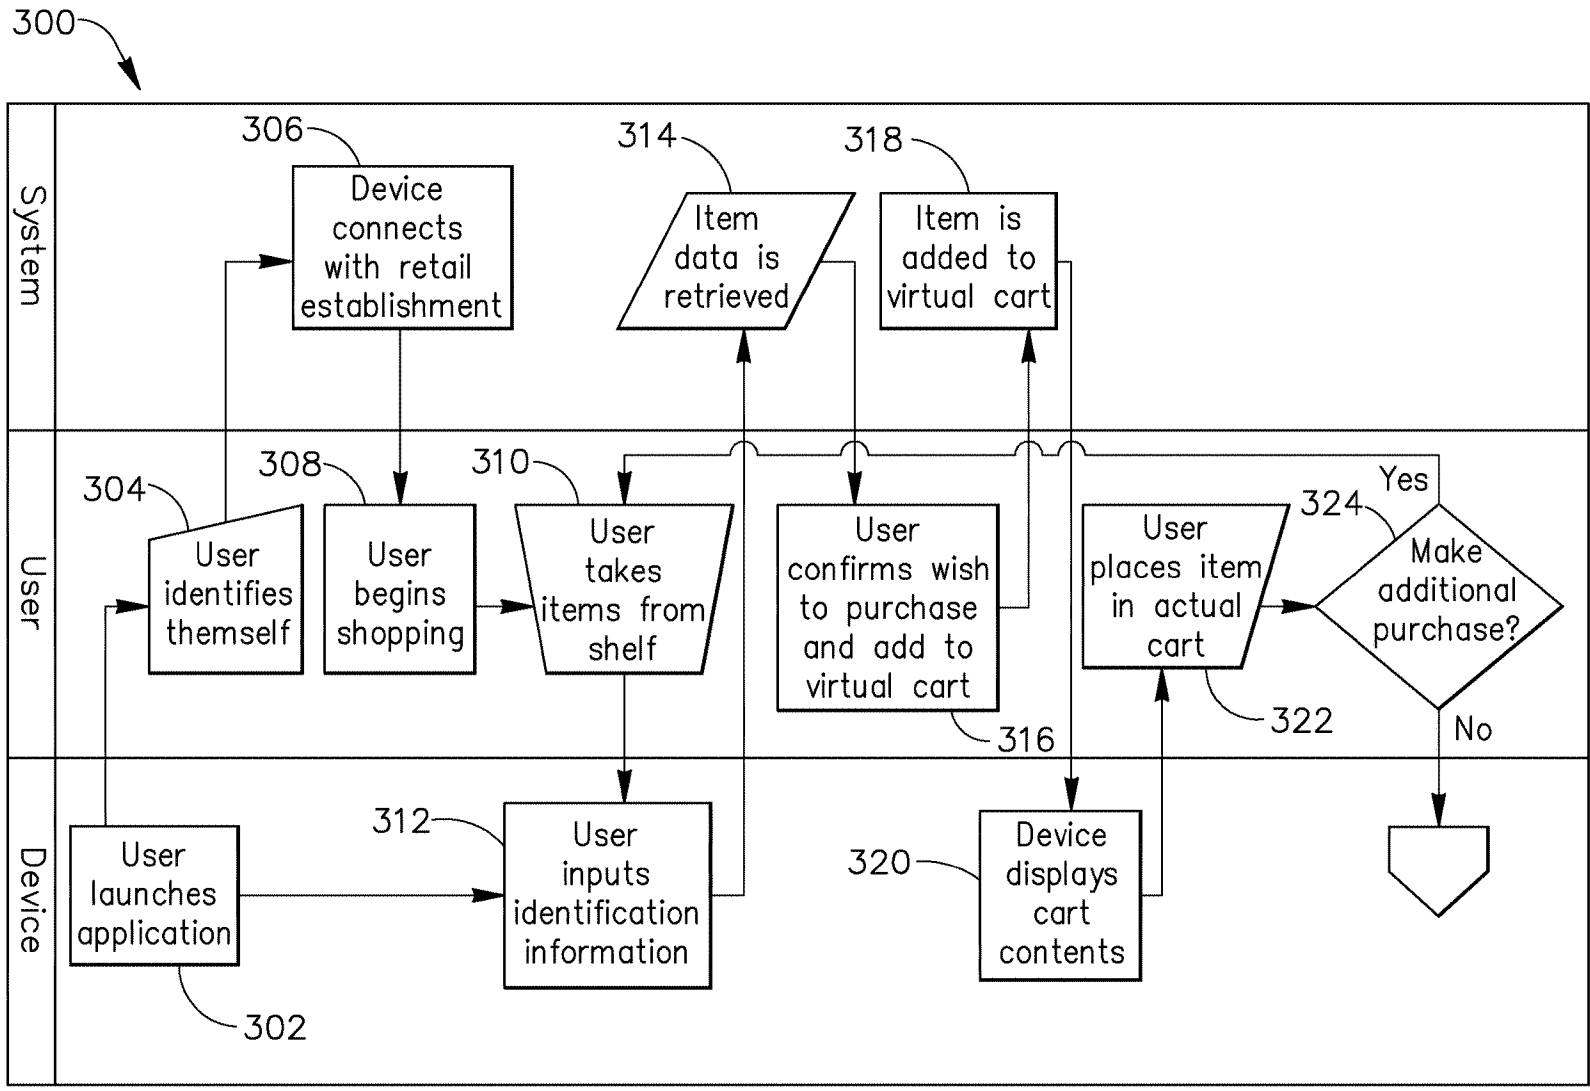 300
System
306
Device
connects
with retail
establishment
314
Item
data is
retrieved
318
Item is
added to
virtual cart
User
304
User
identifies
themself
308
User
begins
shopping
310
User
takes
items from
shelf
User
confirms wish
to purchase
and add to
virtual cart
316
User
places item
in actual
cart
322
Yes
324
Make
additional
purchase?
No
Device
User
launches
application
302
312
User
inputs
identification
information
320
Device
displays
cart
contents